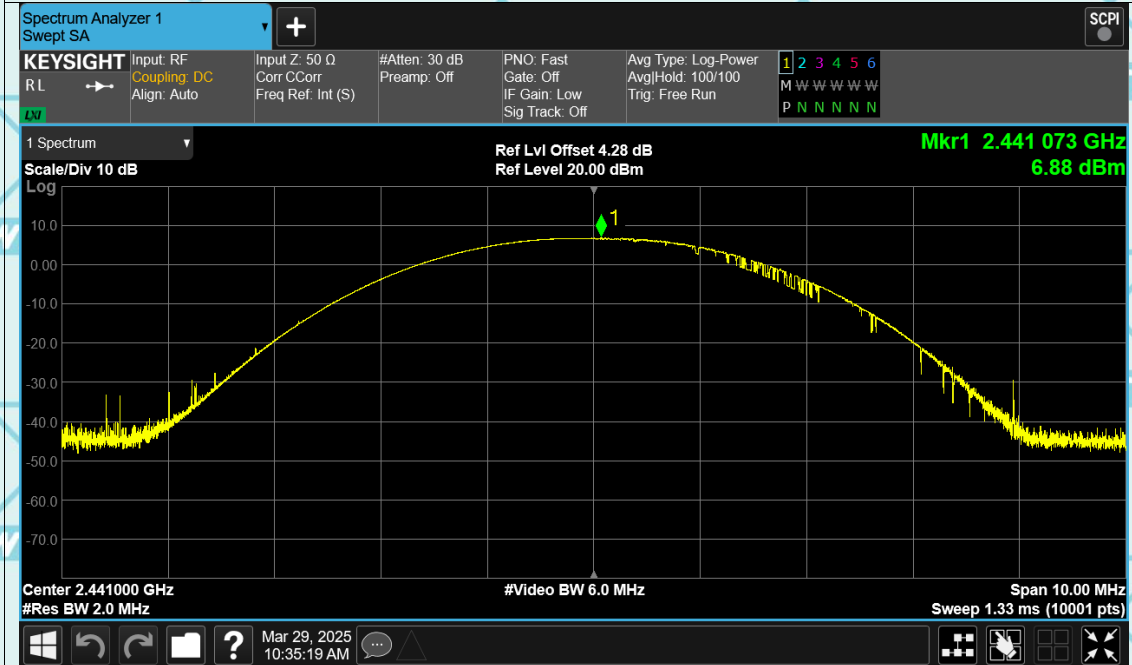 Spectrum Analyzer 1
Swept SA
+
SCPI
KEYSIGHT
RL
LXI
Input: RF
Coupling: DC
Align: Auto
Input Z: 50 Ω
Corr CCorr
Freq Ref: Int (S)
#Atten: 30 dB
Preamp: Off
PNO: Fast
Gate: Off
IF Gain: Low
Sig Track: Off
Avg Type: Log-Power
Avg|Hold: 100/100
Trig: Free Run
1 2 3 4 5 6
M W W W W W
P N N N N N
1 Spectrum
Scale/Div 10 dB
Log
Ref Lvl Offset 4.28 dB
Ref Level 20.00 dBm
Mkr1 2.441 073 GHz
6.88 dBm
1
10.0
0.00
-10.0
-20.0
-30.0
-40.0
-50.0
-60.0
-70.0
Center 2.441000 GHz
#Res BW 2.0 MHz
#Video BW 6.0 MHz
Span 10.00 MHz
Sweep 1.33 ms (10001 pts)
?
Mar 29, 2025
10:35:19 AM